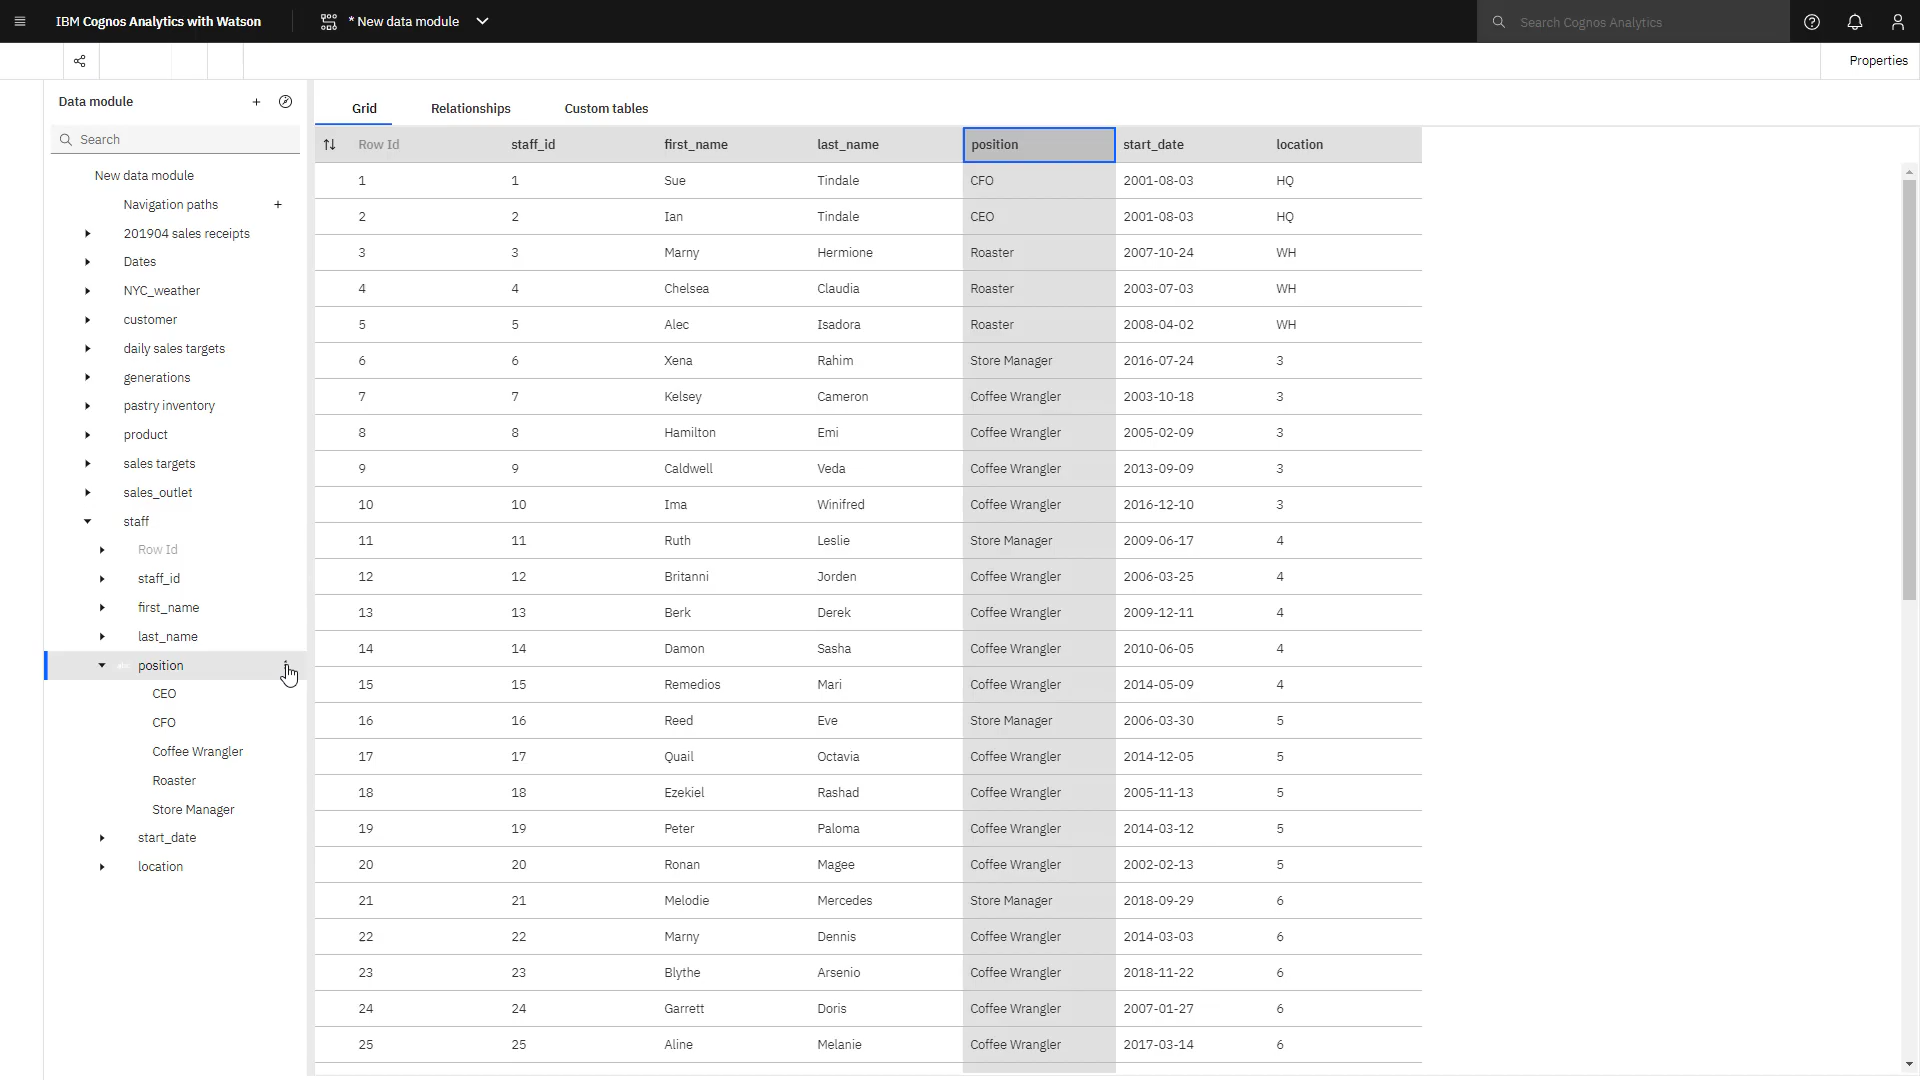 IBM Cognos Analytics with Watson
* New data module
Search Cognos Analytics
Properties
Data module
Search
New data module
Navigation paths
201904 sales receipts
Dates
NYC_weather
customer
daily sales targets
generations
pastry inventory
product
sales targets
sales_outlet
staff
Row Id
staff_id
first_name
last_name
abc position
CEO
CFO
Coffee Wrangler
Roaster
Store Manager
start_date
location
Grid Relationships Custom tables
Row Id staff_id first_name last_name position start_date location
1 1 Sue Tindale CFO 2001-08-03 HQ
2 2 Ian Tindale CEO 2001-08-03 HQ
3 3 Marny Hermione Roaster 2007-10-24 WH
4 4 Chelsea Claudia Roaster 2003-07-03 WH
5 5 Alec Isadora Roaster 2008-04-02 WH
6 6 Xena Rahim Store Manager 2016-07-24 3
7 7 Kelsey Cameron Coffee Wrangler 2003-10-18 3
8 8 Hamilton Emi Coffee Wrangler 2005-02-09 3
9 9 Caldwell Veda Coffee Wrangler 2013-09-09 3
10 10 Ima Winifred Coffee Wrangler 2016-12-10 3
11 11 Ruth Leslie Store Manager 2009-06-17 4
12 12 Britanni Jorden Coffee Wrangler 2006-03-25 4
13 13 Berk Derek Coffee Wrangler 2009-12-11 4
14 14 Damon Sasha Coffee Wrangler 2010-06-05 4
15 15 Remedios Mari Coffee Wrangler 2014-05-09 4
16 16 Reed Eve Store Manager 2006-03-30 5
17 17 Quail Octavia Coffee Wrangler 2014-12-05 5
18 18 Ezekiel Rashad Coffee Wrangler 2005-11-13 5
19 19 Peter Paloma Coffee Wrangler 2014-03-12 5
20 20 Ronan Magee Coffee Wrangler 2002-02-13 5
21 21 Melodie Mercedes Store Manager 2018-09-29 6
22 22 Marny Dennis Coffee Wrangler 2014-03-03 6
23 23 Blythe Arsenio Coffee Wrangler 2018-11-22 6
24 24 Garrett Doris Coffee Wrangler 2007-01-27 6
25 25 Aline Melanie Coffee Wrangler 2017-03-14 6